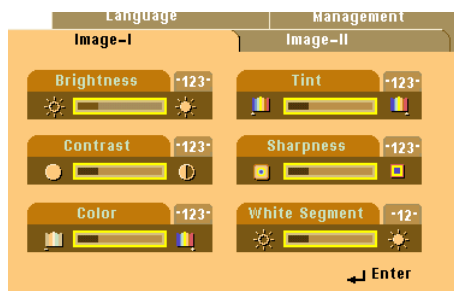 Language Management
Image-I Image-II
Brightness -123- Tint -123-
Contrast -123- Sharpness -123-
Color -123- White Segment -12-
Enter